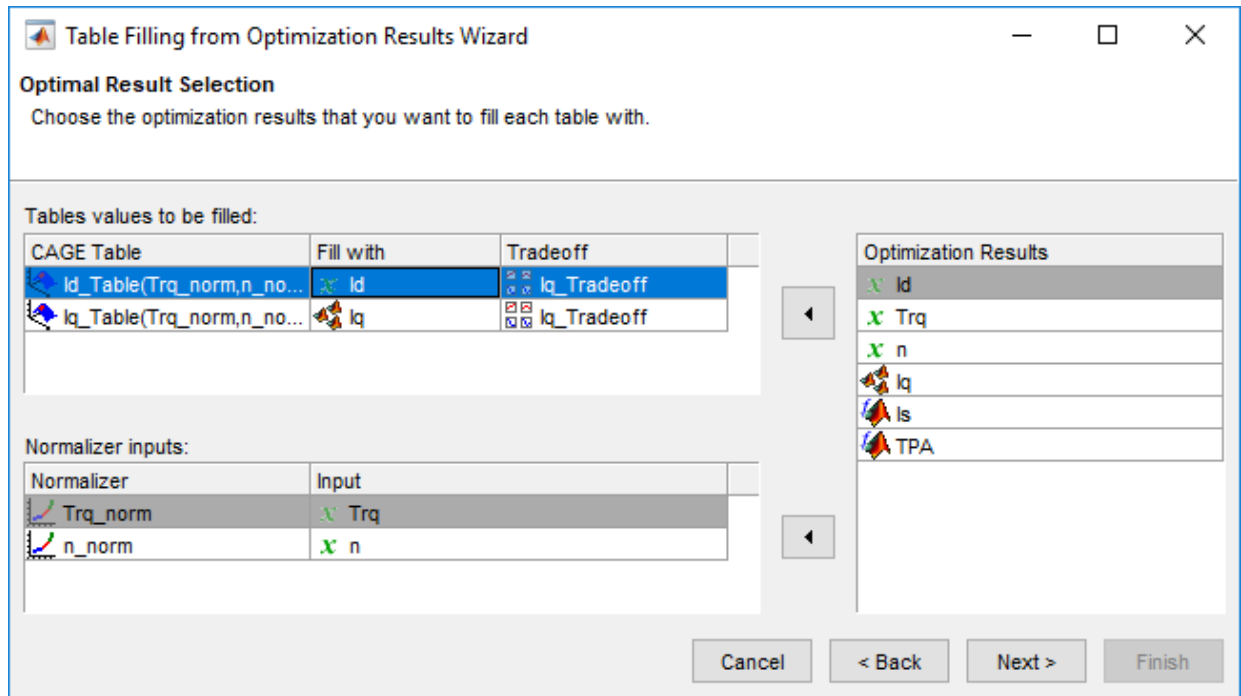 Table Filling from Optimization Results Wizard
Optimal Result Selection
Choose the optimization results that you want to fill each table with.
Tables values to be filled:
CAGE Table Fill with Tradeoff
Id_Table(Trq_norm,n_no... Id Iq_Tradeoff
Iq_Table(Trq_norm,n_no... Iq Iq_Tradeoff
Normalizer inputs:
Normalizer Input
Trq_norm x Trq
n_norm x n
Optimization Results
x Id
x Trq
x n
Iq
Is
TPA
Cancel < Back Next > Finish